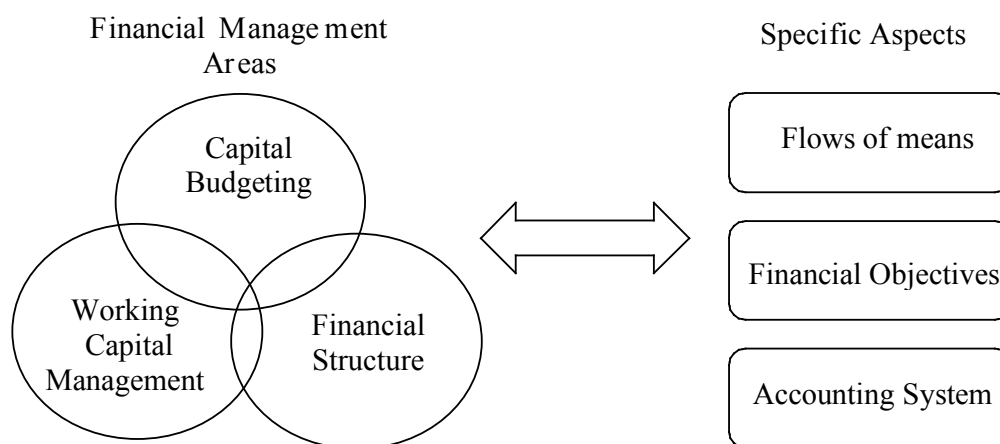 Financial Management
Areas
Capital
Budgeting
Working
Capital
Management
Financial
Structure
Specific Aspects
Flows of means
Financial Objectives
Accounting System